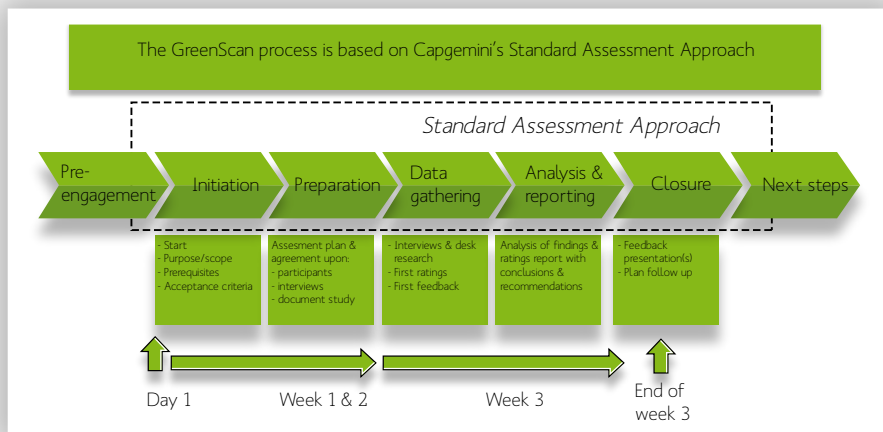 The GreenScan process is based on Capgemini's Standard Assessment Approach
Standard Assessment Approach
Pre-
engagement
Initiation
Preparation
Data
gathering
Analysis &
reporting
Closure
Next steps
- Start
- Purpose/scope
- Prerequisites
- Acceptance criteria
Assesment plan &
agreement upon:
- participants
- interviews
- document study
- Interviews & desk
research
- First ratings
- First feedback
Analysis of findings &
ratings report with
conclusions &
recommendations
- Feedback
presentation(s)
- Plan follow up
Day 1
Week 1 & 2
Week 3
End of
week 3